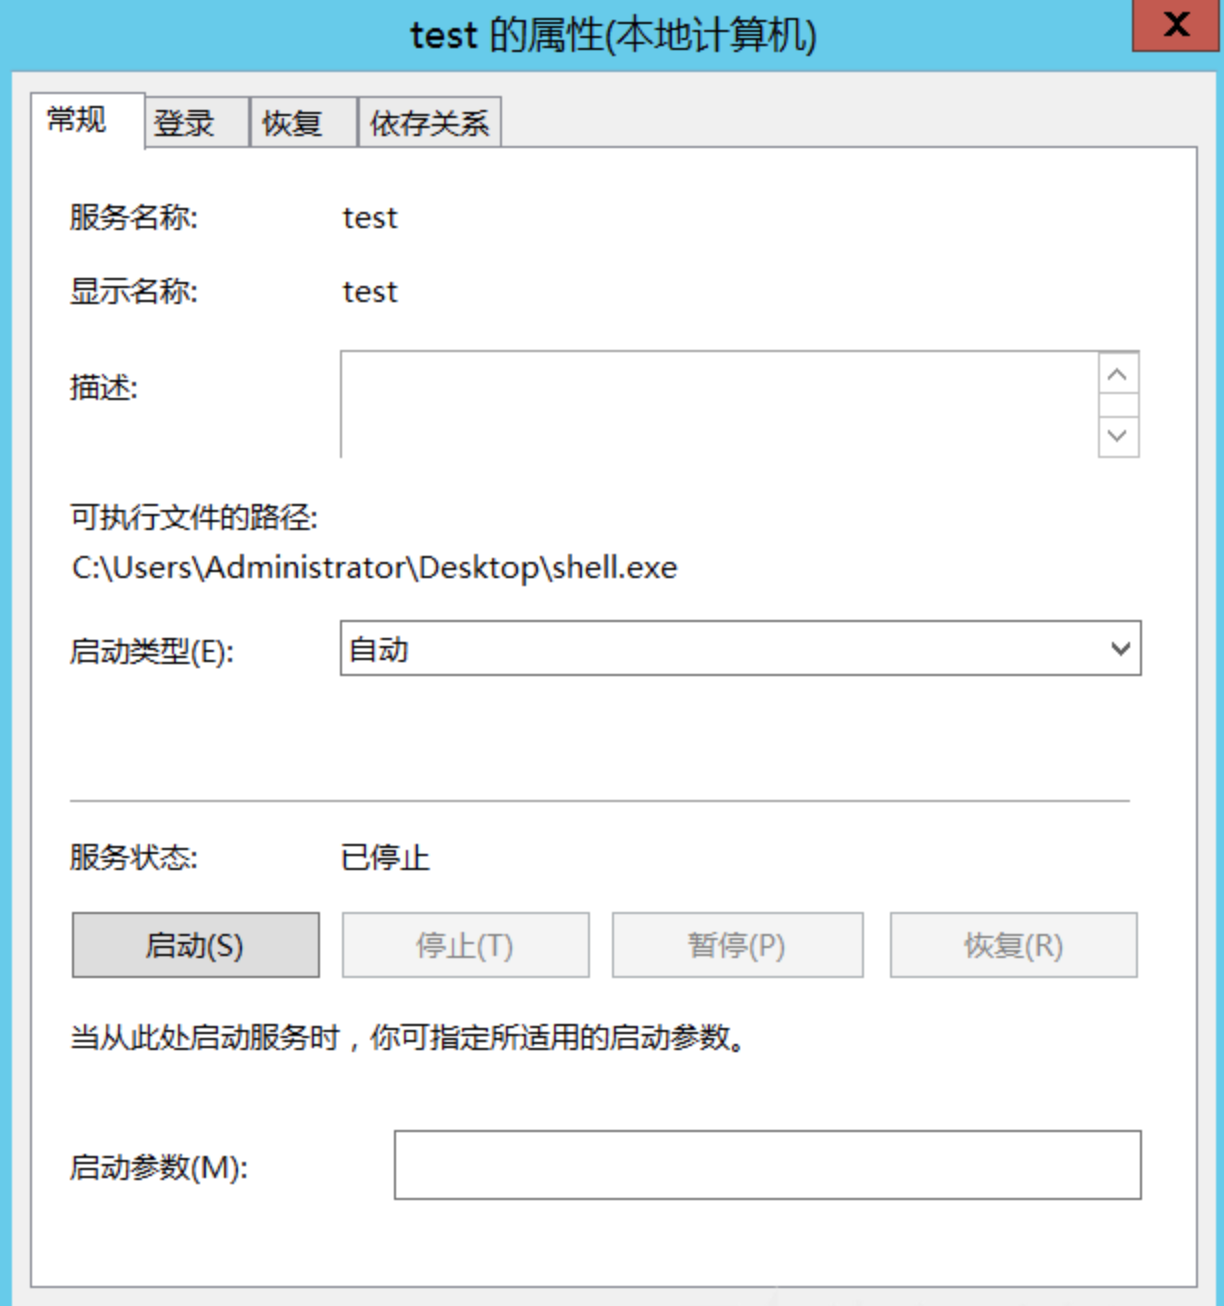 test 的属性(本地计算机)
X
常规 登录 恢复 依存关系
服务名称: test
显示名称: test
描述:
可执行文件的路径:
C:\Users\Administrator\Desktop\shell.exe
启动类型(E): 自动
服务状态: 已停止
启动(S) 停止(T) 暂停(P) 恢复(R)
当从此处启动服务时，你可指定所适用的启动参数。
启动参数(M):